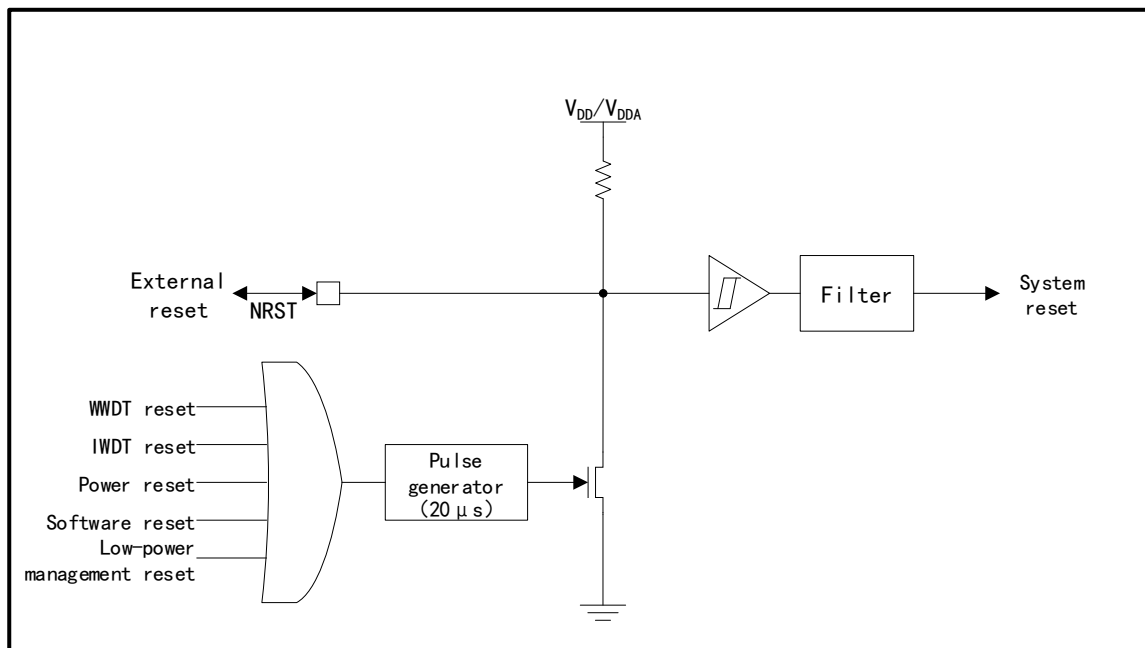 VDD/VDDA
External
reset
NRST
Filter
System
reset
WWDT reset
IWDT reset
Power reset
Software reset
Low-power
management reset
Pulse
generator
(20μs)